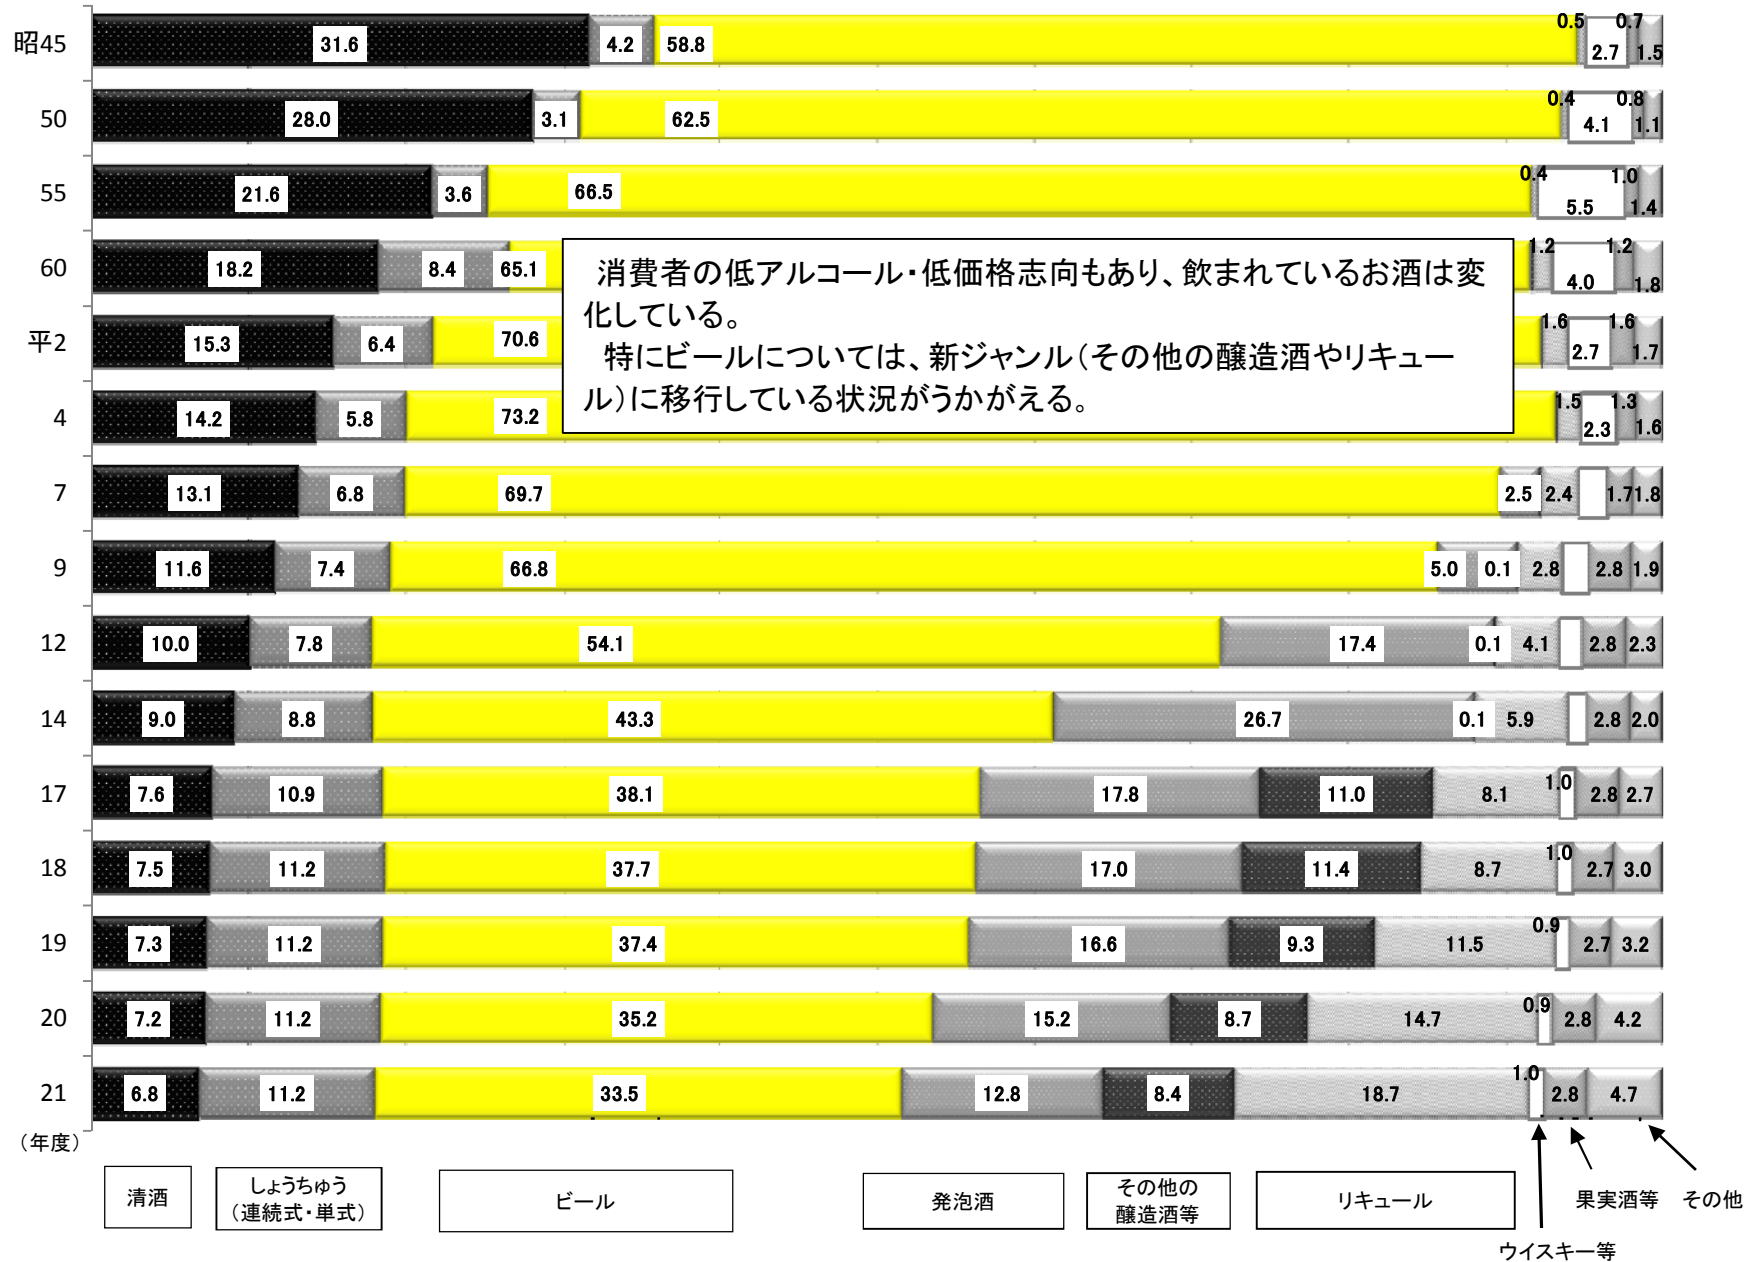 昭45 31.6 4.2 58.8 0.5 2.7 0.7 1.5
50 28.0 3.1 62.5 0.4 4.1 0.8 1.1
55 21.6 3.6 66.5 0.4 5.5 1.0 1.4
60 18.2 8.4 65.1 1.2 4.0 1.2 1.8
平2 15.3 6.4 70.6 1.6 2.7 1.6 1.7
4 14.2 5.8 73.2 1.5 2.3 1.3 1.6
消費者の低アルコール・低価格志向もあり、飲まれているお酒は変
化している。
特にビールについては、新ジャンル（その他の醸造酒やリキュー
ル）に移行している状況がうかがえる。
7 13.1 6.8 69.7 2.5 2.4 1.7 1.8
9 11.6 7.4 66.8 5.0 0.1 2.8 2.8 1.9
12 10.0 7.8 54.1 17.4 0.1 4.1 2.8 2.3
14 9.0 8.8 43.3 26.7 0.1 5.9 2.8 2.0
17 7.6 10.9 38.1 17.8 11.0 8.1 1.0 2.8 2.7
18 7.5 11.2 37.7 17.0 11.4 8.7 1.0 2.7 3.0
19 7.3 11.2 37.4 16.6 9.3 11.5 0.9 2.7 3.2
20 7.2 11.2 35.2 15.2 8.7 14.7 0.9 2.8 4.2
21 6.8 11.2 33.5 12.8 8.4 18.7 1.0 2.8 4.7
（年度）
清酒
しょうちゅう
（連続式・単式）
ビール
発泡酒
その他の
醸造酒等
リキュール
果実酒等
その他
ウイスキー等